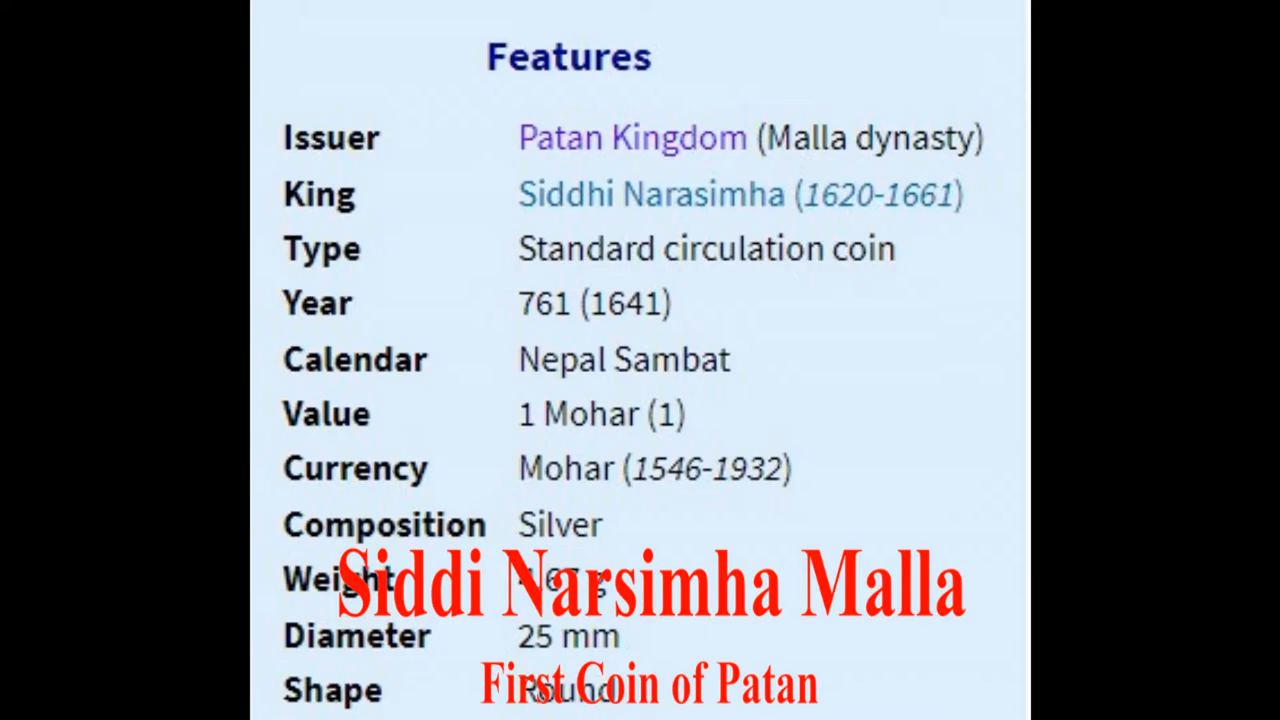 Features
Issuer Patan Kingdom (Malla dynasty)
King Siddhi Narasimha (1620-1661)
Type Standard circulation coin
Year 761 (1641)
Calendar Nepal Sambat
Value 1 Mohar (1)
Currency Mohar (1546-1932)
Composition Silver
Weight
Siddi Narsimha Malla
Diameter 25 mm
Shape Round
First Coin of Patan